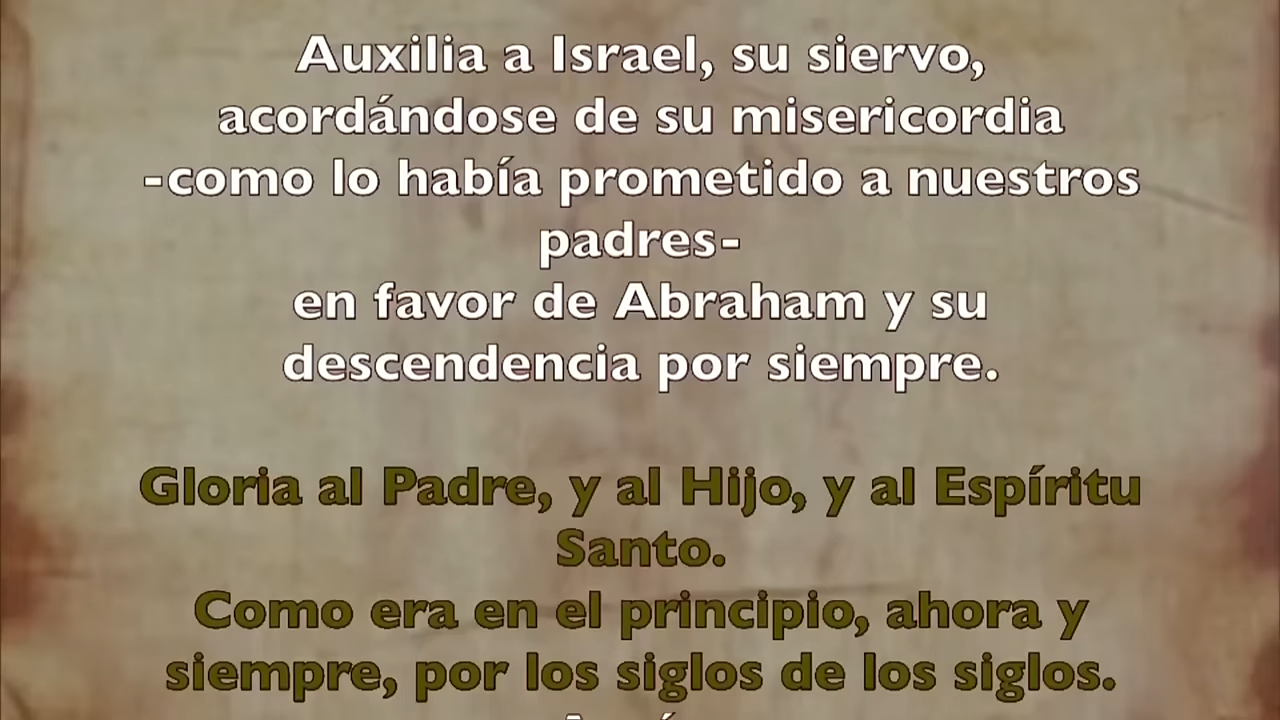 Auxilia a Israel, su siervo,
acordándose de su misericordia
-como lo había prometido a nuestros
padres-
en favor de Abraham y su
descendencia por siempre.
Gloria al Padre, y al Hijo, y al Espíritu
Santo.
Como era en el principio, ahora y
siempre, por los siglos de los siglos.